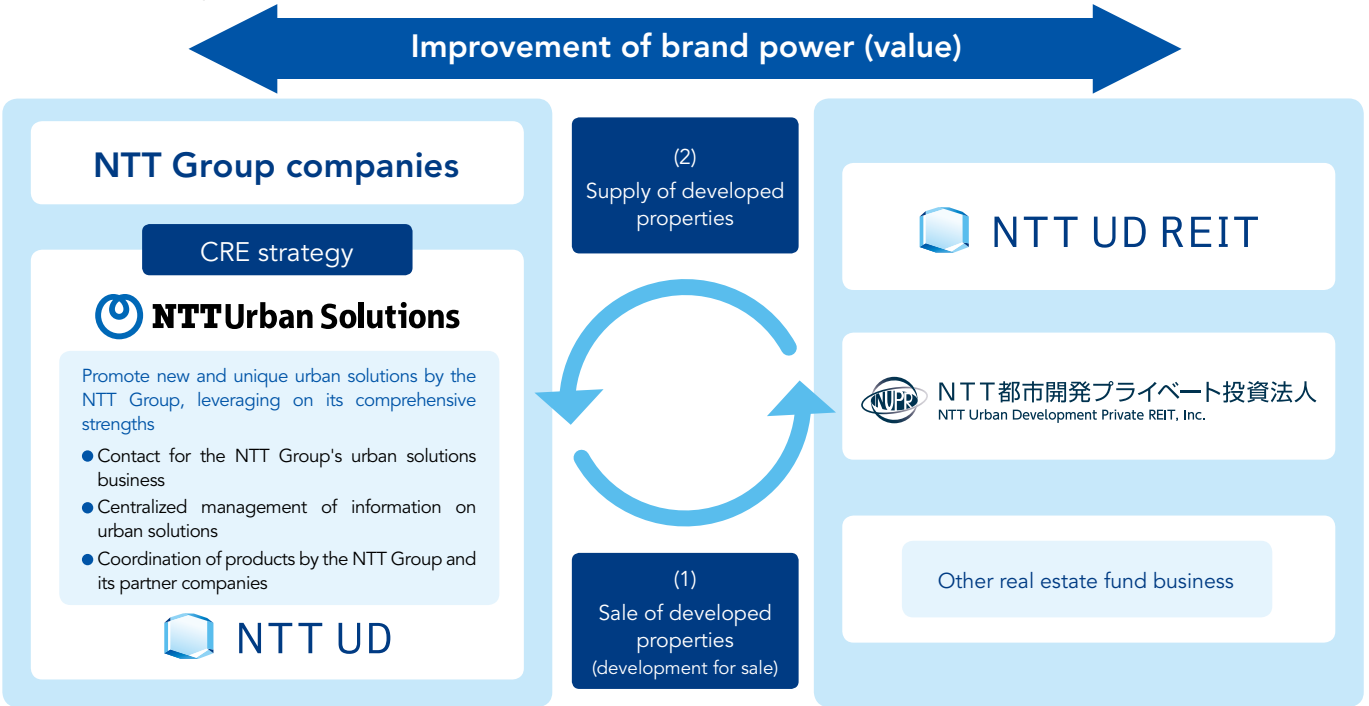 Improvement of brand power (value)
NTT Group companies
CRE strategy
NTT Urban Solutions
Promote new and unique urban solutions by the
NTT Group, leveraging on its comprehensive
strengths
● Contact for the NTT Group's urban solutions
business
● Centralized management of information on
urban solutions
● Coordination of products by the NTT Group and
its partner companies
NTT UD
(2)
Supply of developed
properties
(1)
Sale of developed
properties
(development for sale)
NTT UD REIT
NUPR
NTT都市開発プライベート投資法人
NTT Urban Development Private REIT, Inc.
Other real estate fund business